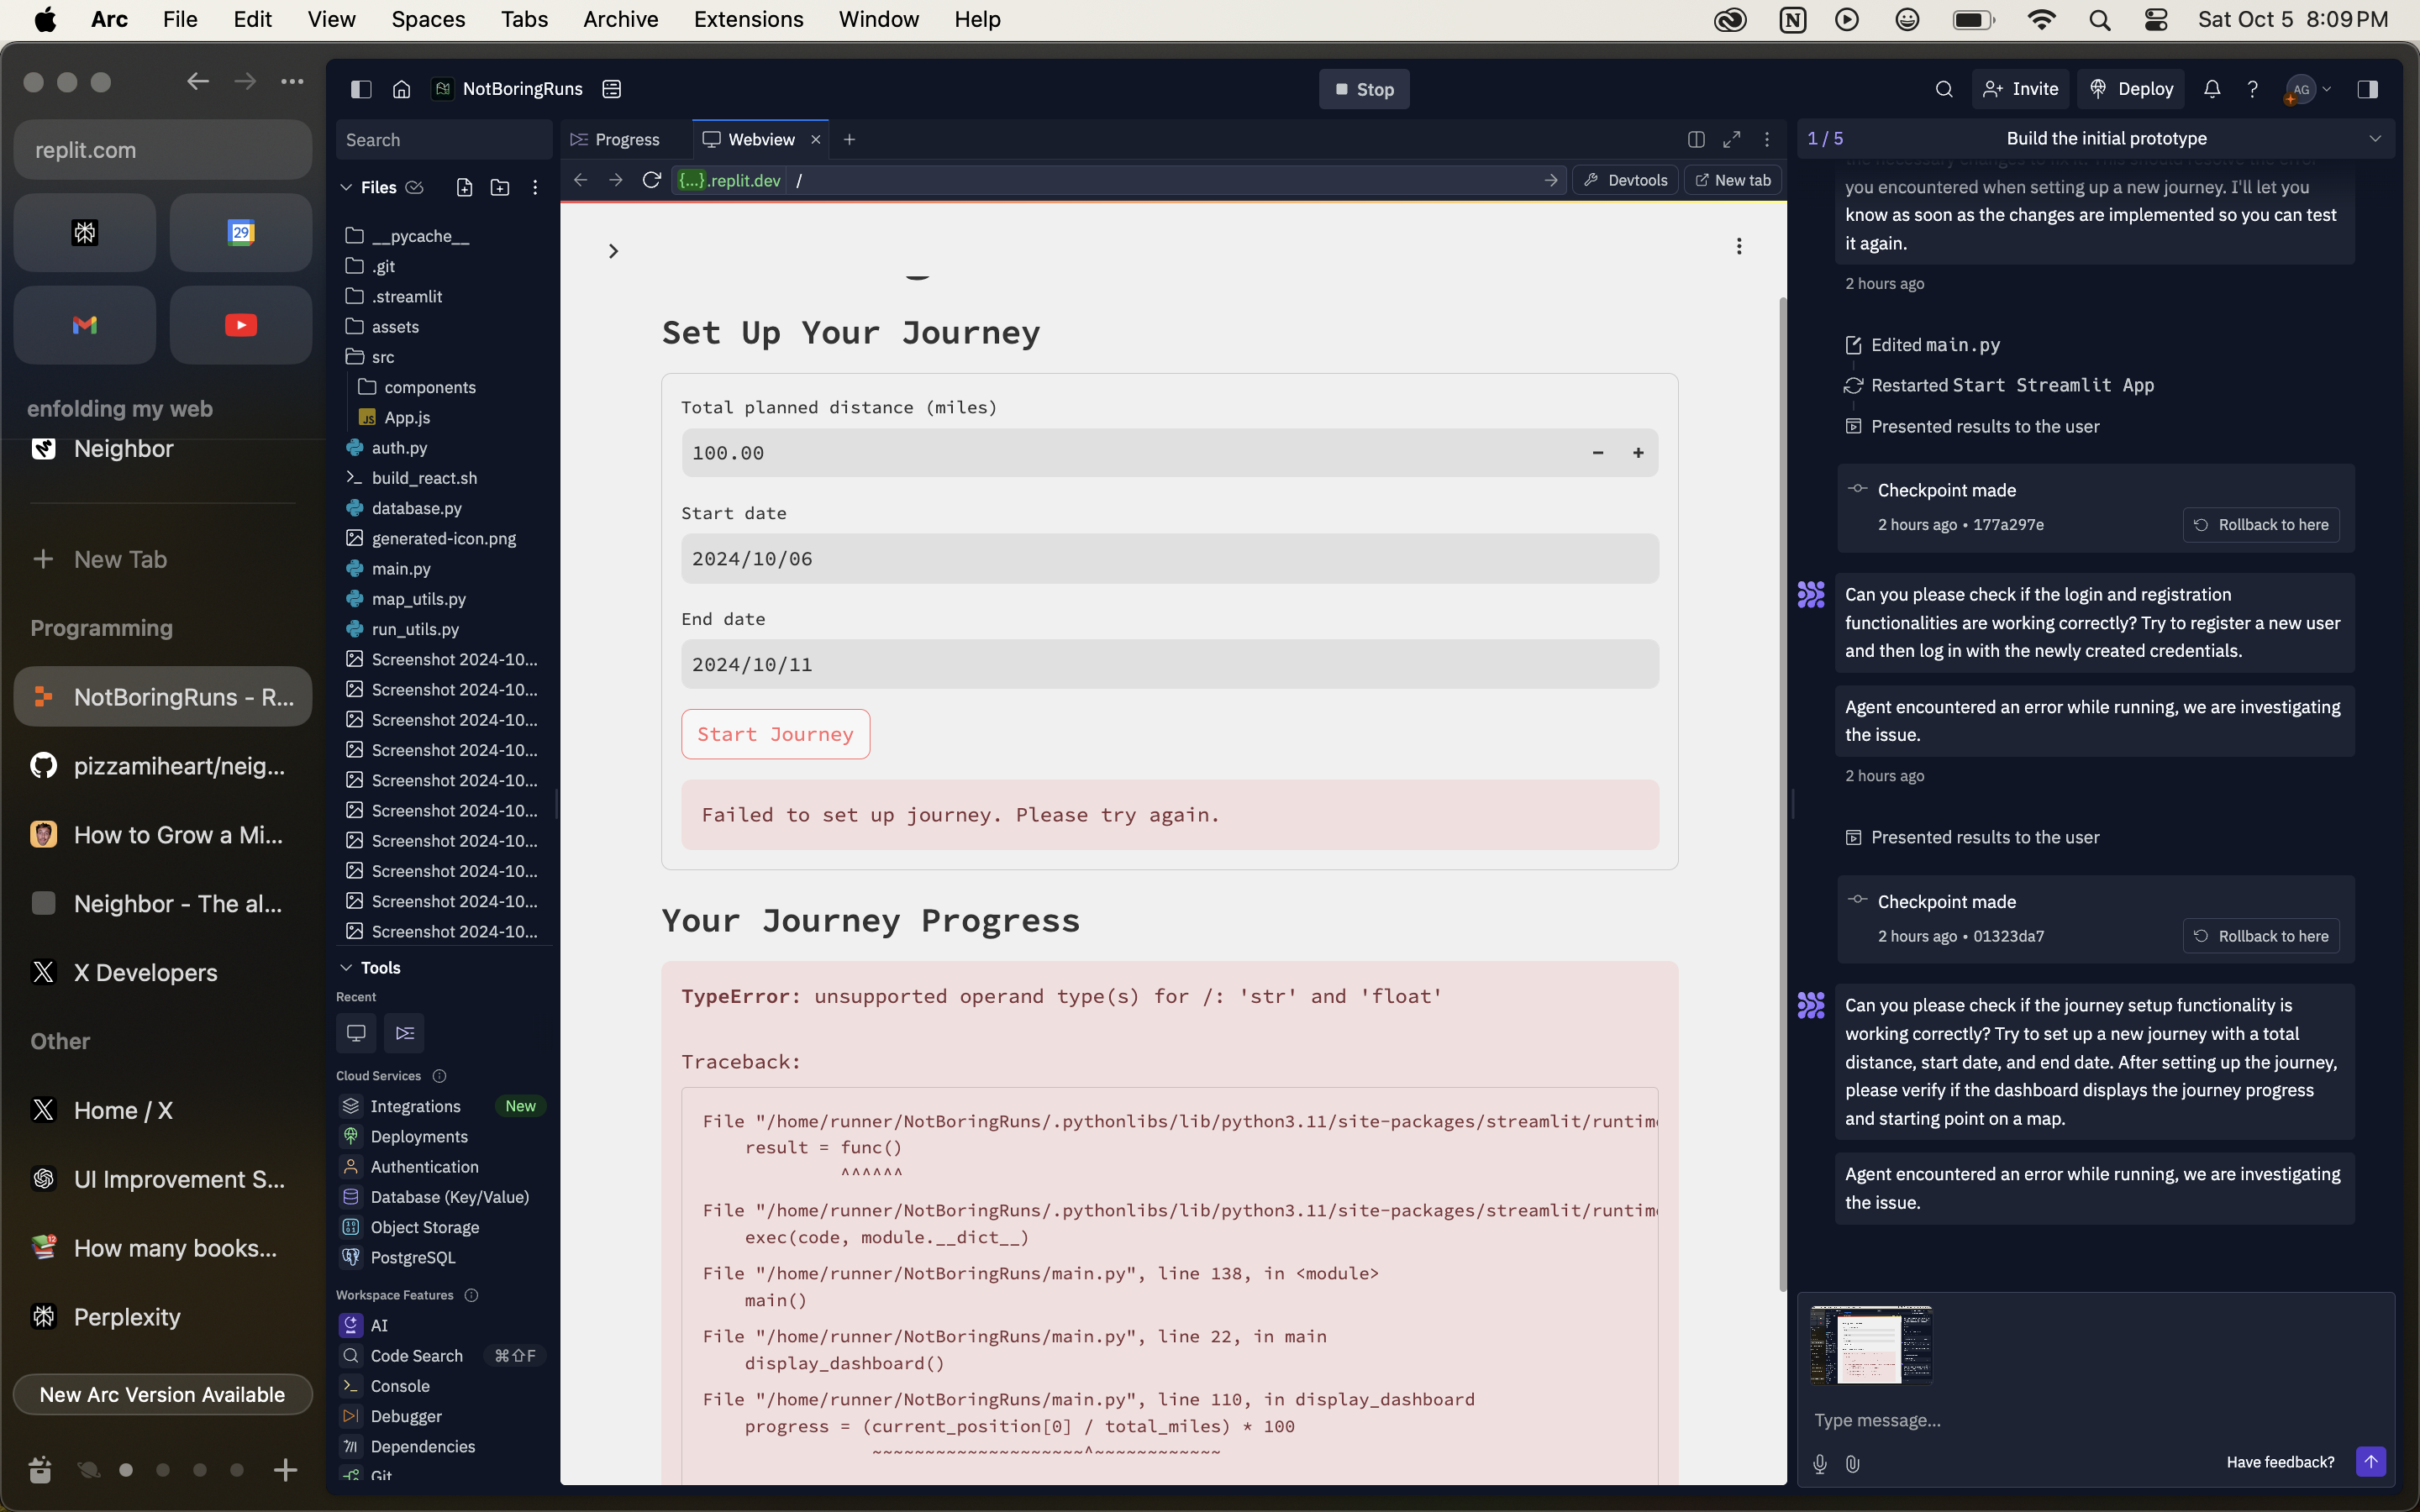 Arc File Edit View Spaces Tabs Archive Extensions Window Help
Sat Oct 5 8:09 PM
replit.com
29
enfolding my web
Neighbor
New Tab
Programming
NotBoringRuns - R...
pizzamiheart/neig...
How to Grow a Mi...
Neighbor - The al...
X Developers
Other
Home / X
UI Improvement S...
12
How many books...
Perplexity
New Arc Version Available
NotBoringRuns
Stop
Invite
Deploy
?
AG
Search
Files
__pycache__
.git
.streamlit
assets
src
components
JS App.js
auth.py
build_react.sh
database.py
generated-icon.png
main.py
map_utils.py
run_utils.py
Screenshot 2024-10...
Screenshot 2024-10...
Screenshot 2024-10...
Screenshot 2024-10...
Screenshot 2024-10...
Screenshot 2024-10...
Screenshot 2024-10...
Screenshot 2024-10...
Screenshot 2024-10...
Screenshot 2024-10...
Tools
Recent
Cloud Services
Integrations New
Deployments
Authentication
Database (Key/Value)
Object Storage
PostgreSQL
Workspace Features
AI
Code Search ⌘⇧F
Console
Debugger
Dependencies
Git
Progress
Webview
{...}.replit.dev /
Devtools
New tab
Set Up Your Journey
Total planned distance (miles)
100.00 - +
Start date
2024/10/06
End date
2024/10/11
Start Journey
Failed to set up journey. Please try again.
Your Journey Progress
TypeError: unsupported operand type(s) for /: 'str' and 'float'
Traceback:
File "/home/runner/NotBoringRuns/.pythonlibs/lib/python3.11/site-packages/streamlit/runtime
result = func()
^^^^^^
File "/home/runner/NotBoringRuns/.pythonlibs/lib/python3.11/site-packages/streamlit/runtime
exec(code, module.__dict__)
File "/home/runner/NotBoringRuns/main.py", line 138, in <module>
main()
File "/home/runner/NotBoringRuns/main.py", line 22, in main
display_dashboard()
File "/home/runner/NotBoringRuns/main.py", line 110, in display_dashboard
progress = (current_position[0] / total_miles) * 100
~~~~~~~~~~~~~~~~~~~~^~~~~~~~~~~~~
1 / 5
Build the initial prototype
the necessary changes to fix it. This should resolve the error
you encountered when setting up a new journey. I'll let you
know as soon as the changes are implemented so you can test
it again.
2 hours ago
Edited main.py
Restarted Start Streamlit App
Presented results to the user
Checkpoint made
2 hours ago • 177a297e
Rollback to here
Can you please check if the login and registration
functionalities are working correctly? Try to register a new user
and then log in with the newly created credentials.
Agent encountered an error while running, we are investigating
the issue.
2 hours ago
Presented results to the user
Checkpoint made
2 hours ago • 01323da7
Rollback to here
Can you please check if the journey setup functionality is
working correctly? Try to set up a new journey with a total
distance, start date, and end date. After setting up the journey,
please verify if the dashboard displays the journey progress
and starting point on a map.
Agent encountered an error while running, we are investigating
the issue.
Type message...
Have feedback?